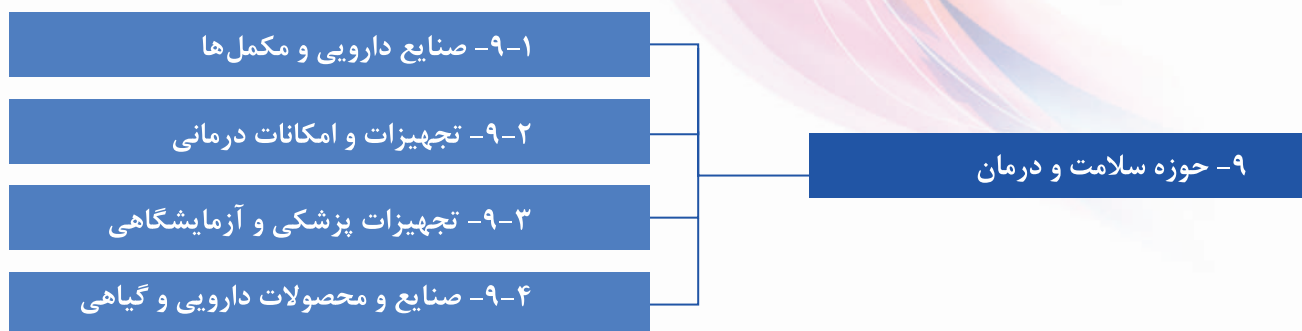 ۹- حوزه سلامت و درمان
۹-۱- صنایع دارویی و مکمل‌ها
۹-۲- تجهیزات و امکانات درمانی
۹-۳- تجهیزات پزشکی و آزمایشگاهی
۹-۴- صنایع و محصولات دارویی و گیاهی